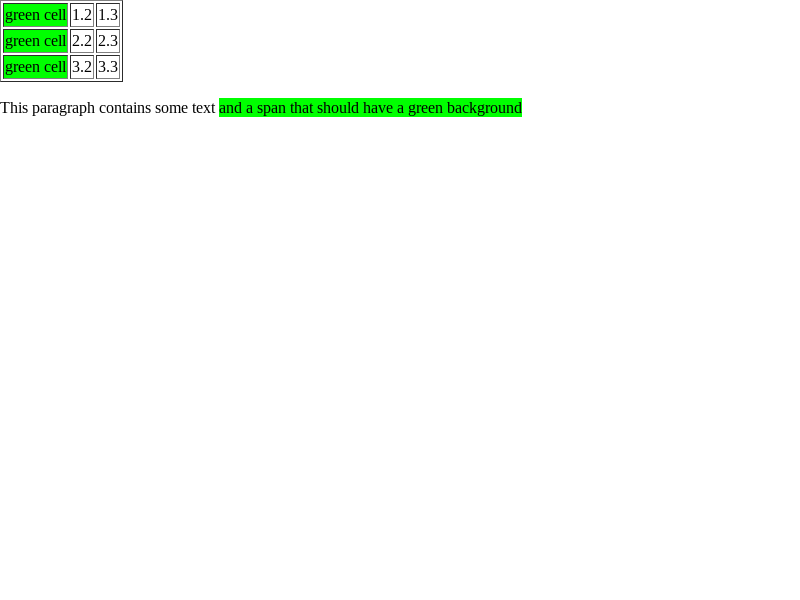 green cell 1.2 1.3
green cell 2.2 2.3
green cell 3.2 3.3
This paragraph contains some text and a span that should have a green background